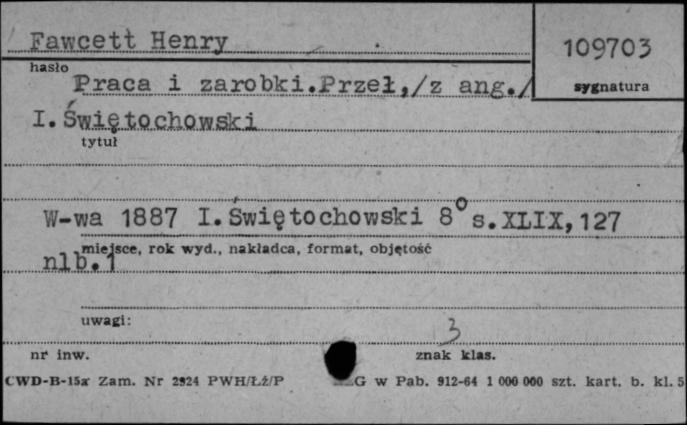 Fawcett Henry
109703
hasło
sygnatura
Praca i zarobki.Przeł,/z ang./
I.Świętochowski
tytuł
W-wa 1887 I.Świętochowski 8° s.XLIX,127
miejsce, rok wyd., nakładca, format, objętość
nlb.1
uwagi:
3
nr inw.
znak klas.
CWD-B-15a Zam. Nr 2924 PWH/Łź/P G w Pab. 912-64 1 000 000 szt. kart. b. kl. 5